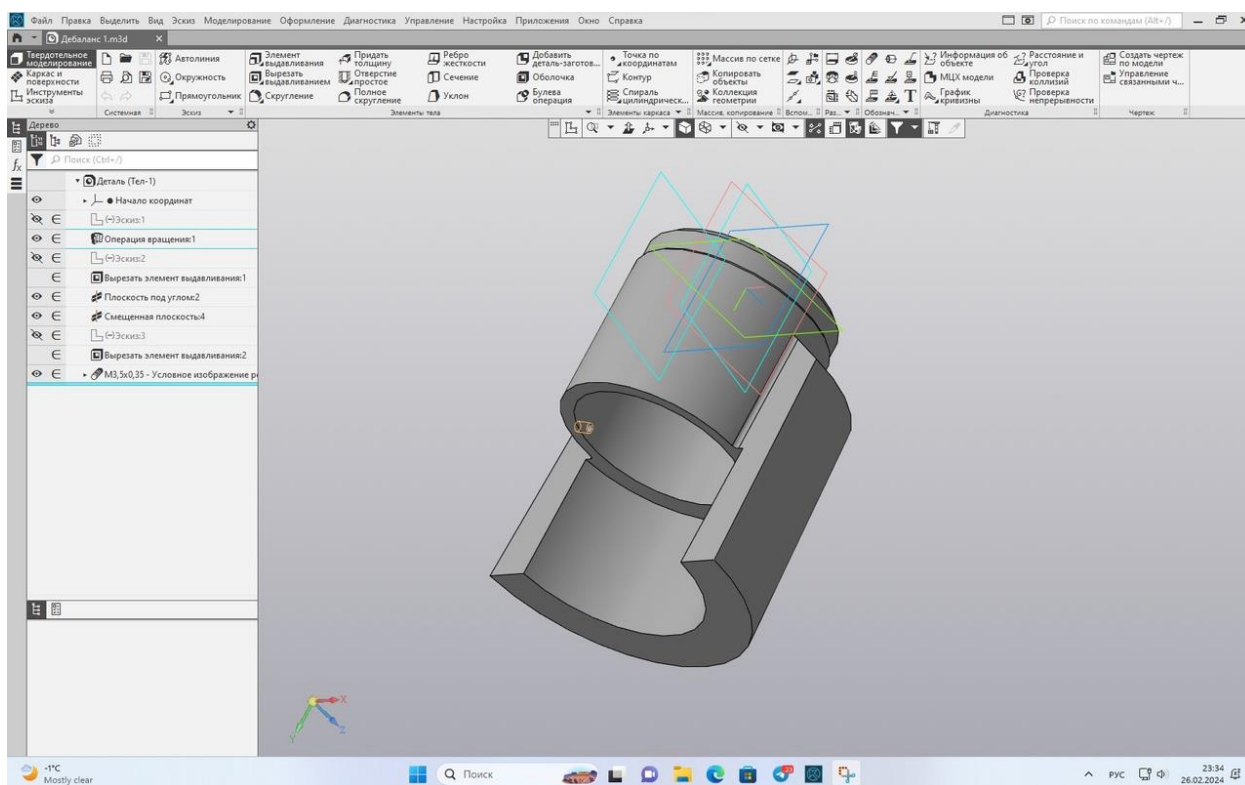 Файл Правка Выделить Вид Эскиз Моделирование Оформление Диагностика Управление Настройка Приложения Окно Справка
Поиск по командам (Alt+/)
Дебаланс 1.m3d
Твердотельное моделирование
Каркас и поверхности
Инструменты эскиза
Системная
Автолиния
Окружность
Прямоугольник
Эскиз
Элемент выдавливания
Вырезать выдавливанием
Скругление
Придать толщину
Отверстие простое
Полное скругление
Ребро жесткости
Сечение
Уклон
Добавить деталь-заготов...
Оболочка
Булева операция
Элементы тела
Точка по координатам
Контур
Спираль цилиндрическ...
Элементы каркаса
Массив по сетке
Копировать объекты
Коллекция геометрии
Массив, копирование
Вспом...
Раз...
Обознач...
Информация об объекте
МЦХ модели
График кривизны
Расстояние и угол
Проверка коллизий
Проверка непрерывности
Диагностика
Создать чертеж по модели
Управление связанными ч...
Чертеж
Дерево
Поиск (Ctrl+/)
Деталь (Тел-1)
Начало координат
(-)Эскиз:1
Операция вращения:1
(-)Эскиз:2
Вырезать элемент выдавливания:1
Плоскость под углом:2
Смещенная плоскость:4
(-)Эскиз:3
Вырезать элемент выдавливания:2
М3,5х0,35 - Условное изображение ре
X
Y
Z
-1°C
Mostly clear
Поиск
РУС
23:34
26.02.2024